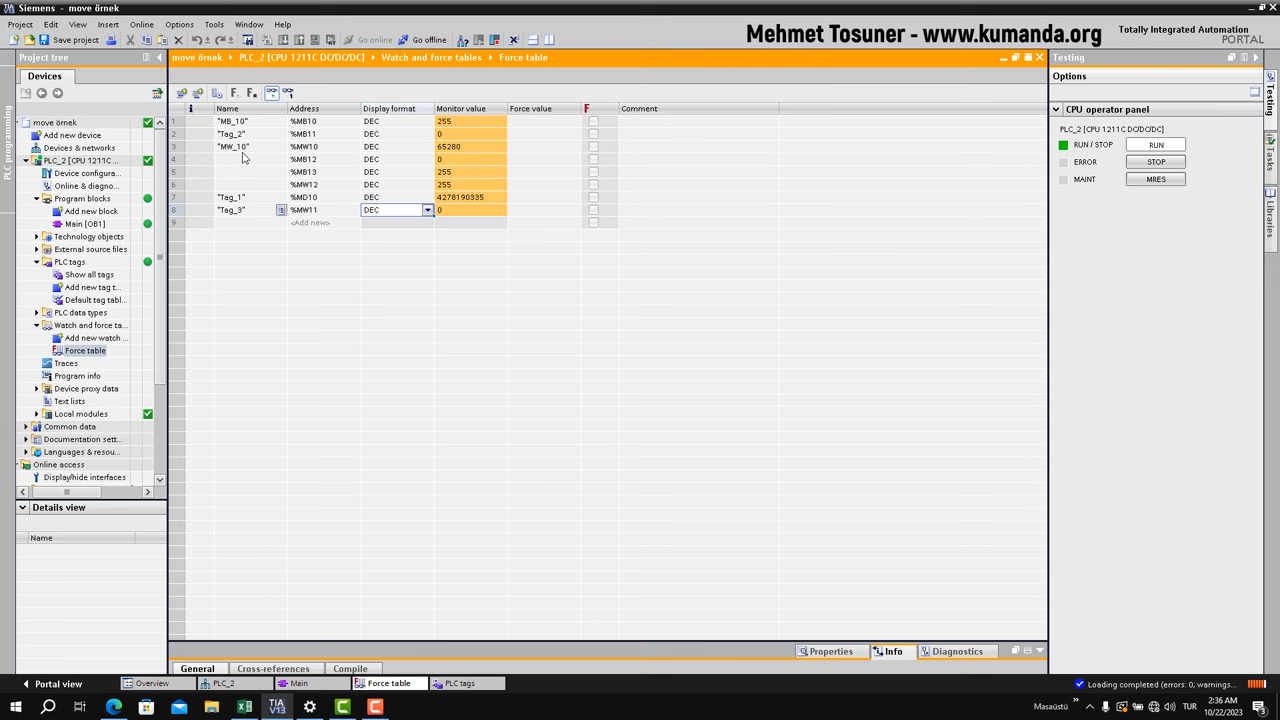 Siemens - move örnek
Project Edit View Insert Online Options Tools Window Help
Mehmet Tosuner - www.kumanda.org
Totally Integrated Automation
PORTAL
Save project
Go online
Go offline
Project tree
move örnek PLC_2 [CPU 1211C DC/DC/DC] Watch and force tables Force table
Testing
Devices
Options
CPU operator panel
PLC_2 [CPU 1211C DC/DC/DC]
RUN / STOP RUN
ERROR STOP
MAINT MRES
PLC programming
Testing
Tasks
Libraries
i Name Address Display format Monitor value Force value F Comment
1 "MB_10" %MB10 DEC 255
2 "Tag_2" %MB11 DEC 0
3 "MW_10" %MW10 DEC 65280
4 %MB12 DEC 0
5 %MB13 DEC 255
6 %MW12 DEC 255
7 "Tag_1" %MD10 DEC 4278190335
8 "Tag_3" %MW11 DEC 0
9 <Add new>
move örnek
Add new device
Devices & networks
PLC_2 [CPU 1211C ...
Device configura...
Online & diagno...
Program blocks
Add new block
Main [OB1]
Technology objects
External source files
PLC tags
Show all tags
Add new tag t...
Default tag tabl...
PLC data types
Watch and force ta...
Add new watch ...
Force table
Traces
Program info
Device proxy data
Text lists
Local modules
Common data
Documentation sett...
Languages & resou...
Online access
Display/hide interfaces
Details view
Name
Properties Info Diagnostics
General Cross-references Compile
Portal view Overview PLC_2 Main Force table PLC tags
Loading completed (errors: 0; warnings...
TIA
V13
Masaüstü
TUR
2:36 AM
10/22/2023
3